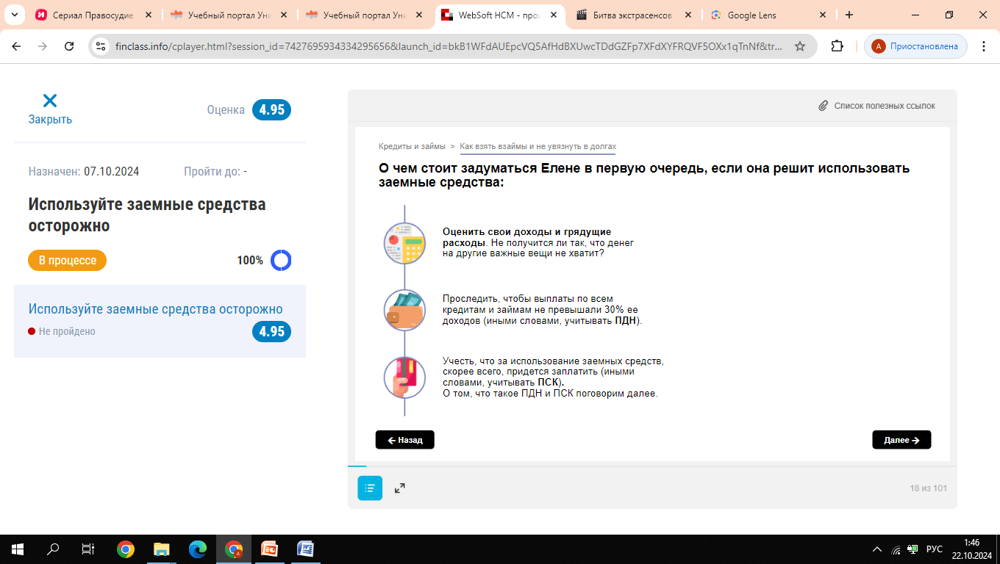 Сериал Правосудие
Учебный портал Уни
Учебный портал Уни
WebSoft HCM - про
Битва экстрасенсов
Google Lens
finclass.info/cplayer.html?session_id=7427695934334295656&launch_id=bkB1WFdAUEpcVQ5AfHdBXUwcTDdGZFp7XFdXYFRQVF5OXx1qTnNf&tr...
А
Приостановлена
Закрыть
Оценка 4.95
Назначен: 07.10.2024
Пройти до: -
Используйте заемные средства
осторожно
В процессе
100%
Используйте заемные средства осторожно
Не пройдено
4.95
Список полезных ссылок
Кредиты и займы > Как взять взаймы и не увязнуть в долгах
О чем стоит задуматься Елене в первую очередь, если она решит использовать
заемные средства:
Оценить свои доходы и грядущие
расходы. Не получится ли так, что денег
на другие важные вещи не хватит?
Проследить, чтобы выплаты по всем
кредитам и займам не превышали 30% ее
доходов (иными словами, учитывать ПДН).
Учесть, что за использование заемных средств,
скорее всего, придется заплатить (иными
словами, учитывать ПСК).
О том, что такое ПДН и ПСК поговорим далее.
Назад
Далее
18 из 101
РУС
1:46
22.10.2024